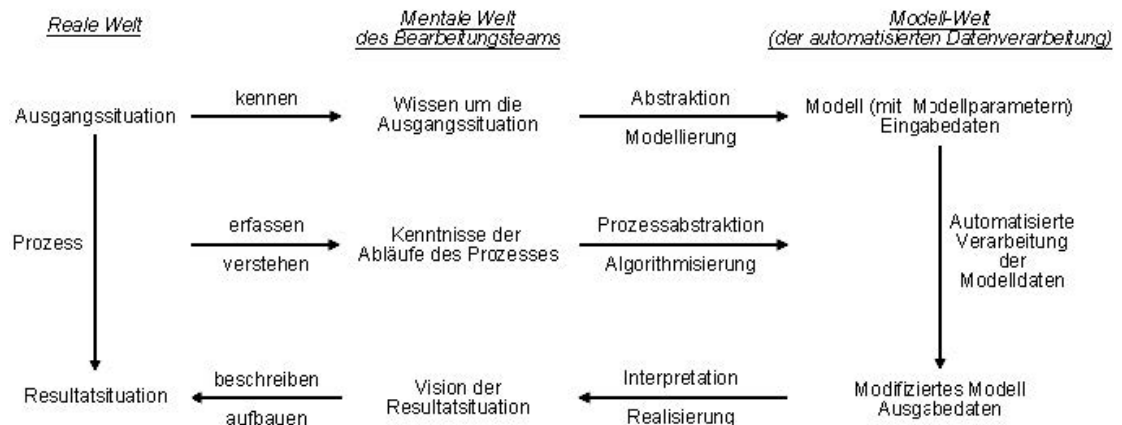 Reale Welt
Mentale Welt
des Bearbeitungsteams
Modell-Welt
(der automatisierten Datenverarbeitung)
Ausgangssituation
kennen
Wissen um die
Ausgangssituation
Abstraktion
Modellierung
Modell (mit Modellparametern)
Eingabedaten
Prozess
erfassen
verstehen
Kenntnisse der
Abläufe des Prozesses
Prozessabstraktion
Algorithmisierung
Automatisierte
Verarbeitung
der
Modelldaten
Resultatsituation
beschreiben
aufbauen
Vision der
Resultatsituation
Interpretation
Realisierung
Modifiziertes Modell
Ausgabedaten